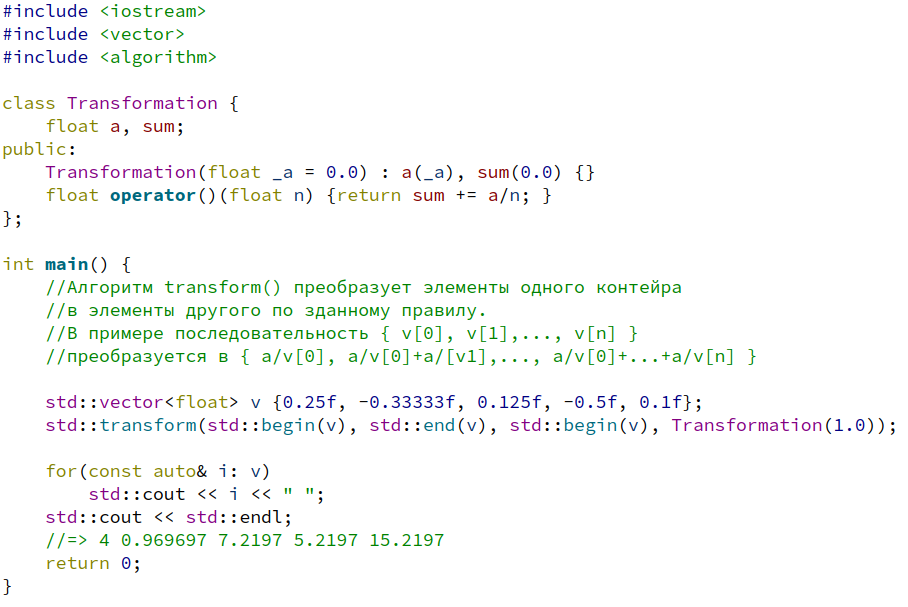 #include <iostream>
#include <vector>
#include <algorithm>

class Transformation {
    float a, sum;
public:
    Transformation(float _a = 0.0) : a(_a), sum(0.0) {}
    float operator()(float n) {return sum += a/n; }
};

int main() {
    //Алгоритм transform() преобразует элементы одного контейра
    //в элементы другого по зданному правилу.
    //В примере последовательность { v[0], v[1],..., v[n] }
    //преобразуется в { a/v[0], a/v[0]+a/[v1],..., a/v[0]+...+a/v[n] }

    std::vector<float> v {0.25f, -0.33333f, 0.125f, -0.5f, 0.1f};
    std::transform(std::begin(v), std::end(v), std::begin(v), Transformation(1.0));

    for(const auto& i: v)
        std::cout << i << " ";
    std::cout << std::endl;
    //=> 4 0.969697 7.2197 5.2197 15.2197
    return 0;
}